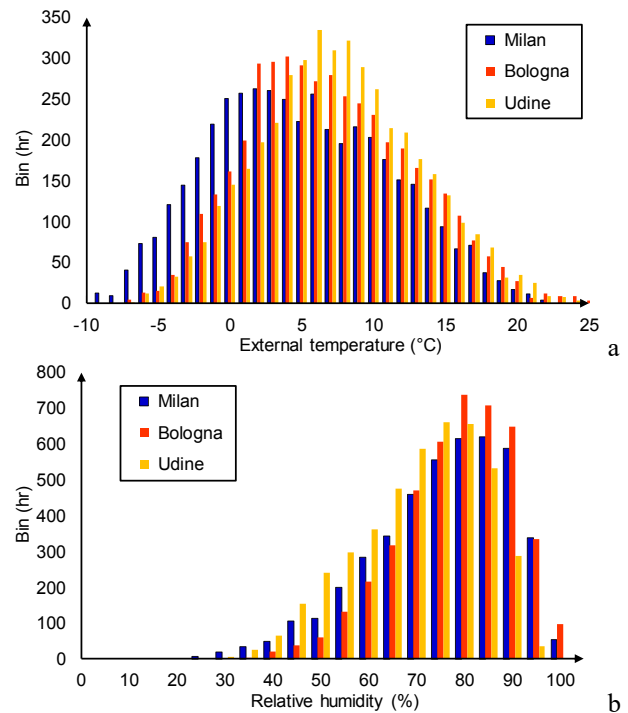 350
300
250
200
150
100
50
0
Bin (hr)
Milan
Bologna
Udine
-10 -5 0 5 10 15 20 25
External temperature (°C)
a
800
700
600
500
400
300
200
100
0
Bin (hr)
Milan
Bologna
Udine
0 10 20 30 40 50 60 70 80 90 100
Relative humidity (%)
b